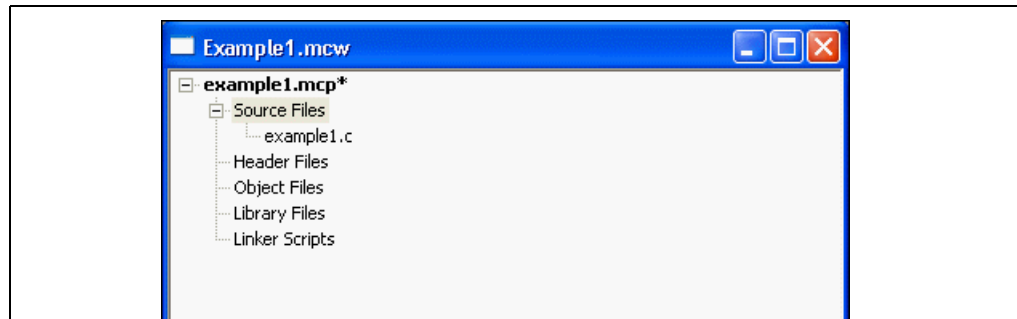 Example1.mcw
example1.mcp*
Source Files
example1.c
Header Files
Object Files
Library Files
Linker Scripts